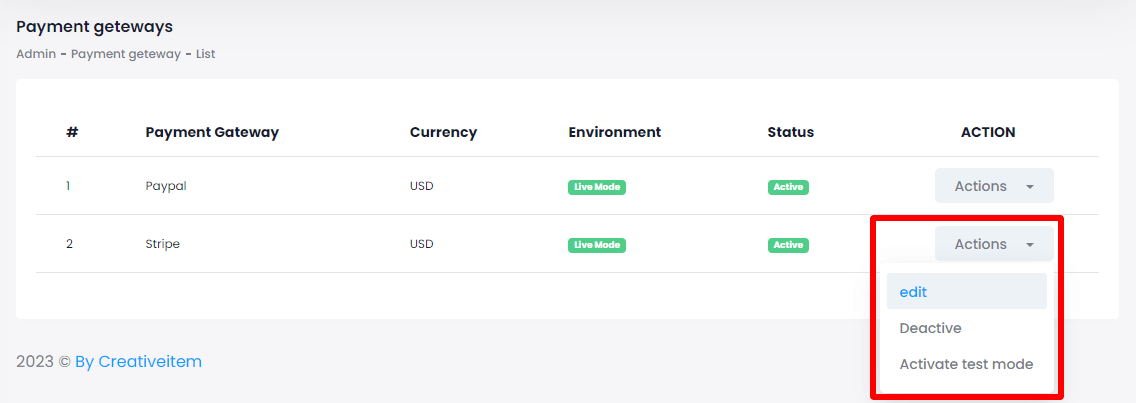 Payment geteways
Admin - Payment geteway - List
# Payment Gateway Currency Environment Status ACTION
1 Paypal USD Live Mode Active Actions
2 Stripe USD Live Mode Active Actions
edit
Deactive
Activate test mode
2023 © By Creativeitem